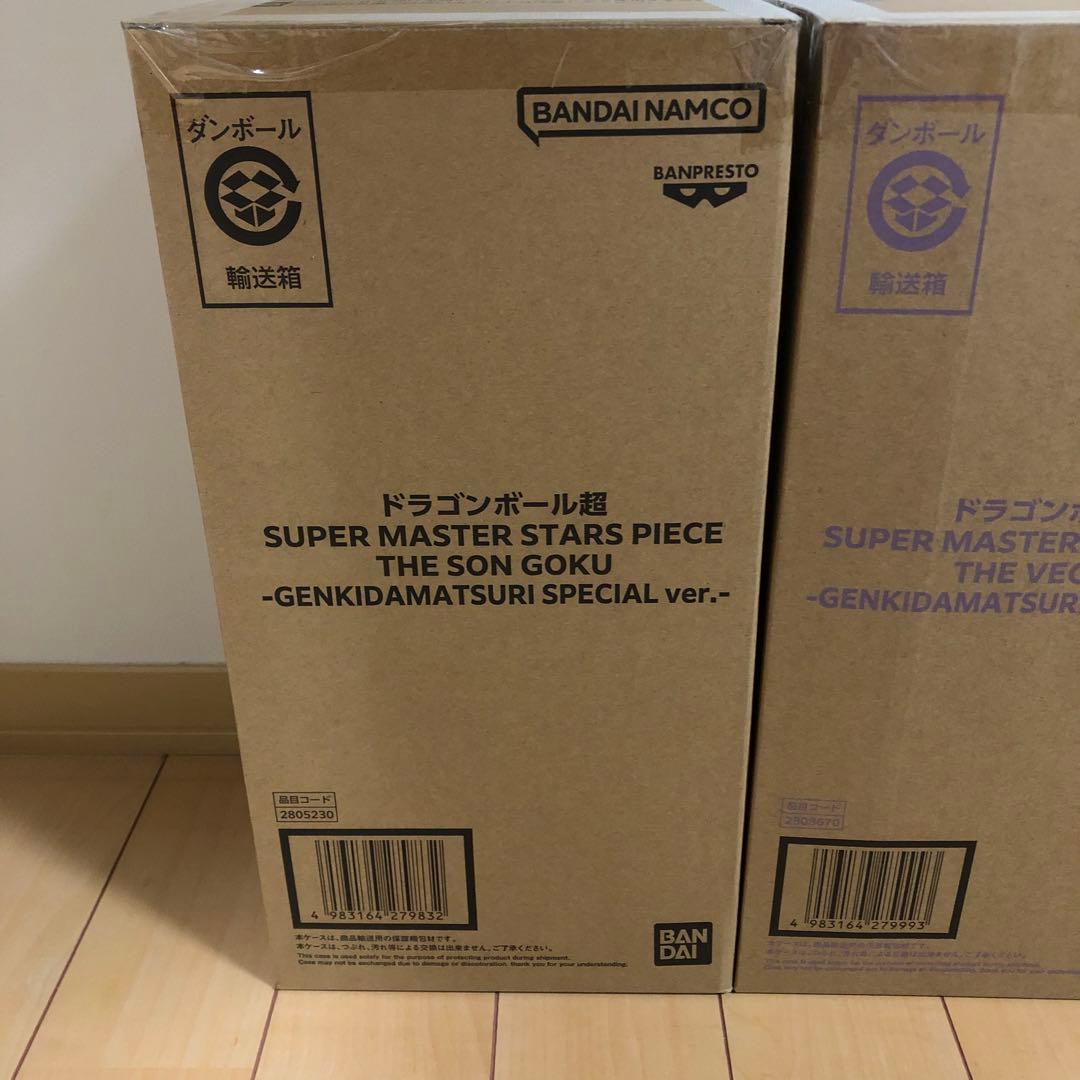 ダンボール
輸送箱
BANDAI NAMCO
BANPRESTO
ドラゴンボール超
SUPER MASTER STARS PIECE
THE SON GOKU
-GENKIDAMATSURI SPECIAL ver.-
品目コード
2805230
4 983164 279832
本ケースは、商品輸送用の保護梱包材です。
本ケースは、つぶれ、汚れ等による交換は出来ません。ご了承ください。
This case is used solely for the purpose of protecting product during shipment.
Case may not be exchanged due to damage or discoloration. thank you for your understanding.
BAN
DAI
ダンボール
輸送箱
ドラゴン
SUPER MASTER
THE
-GENKIDAMATSURI
品目コード
4 983164 279993